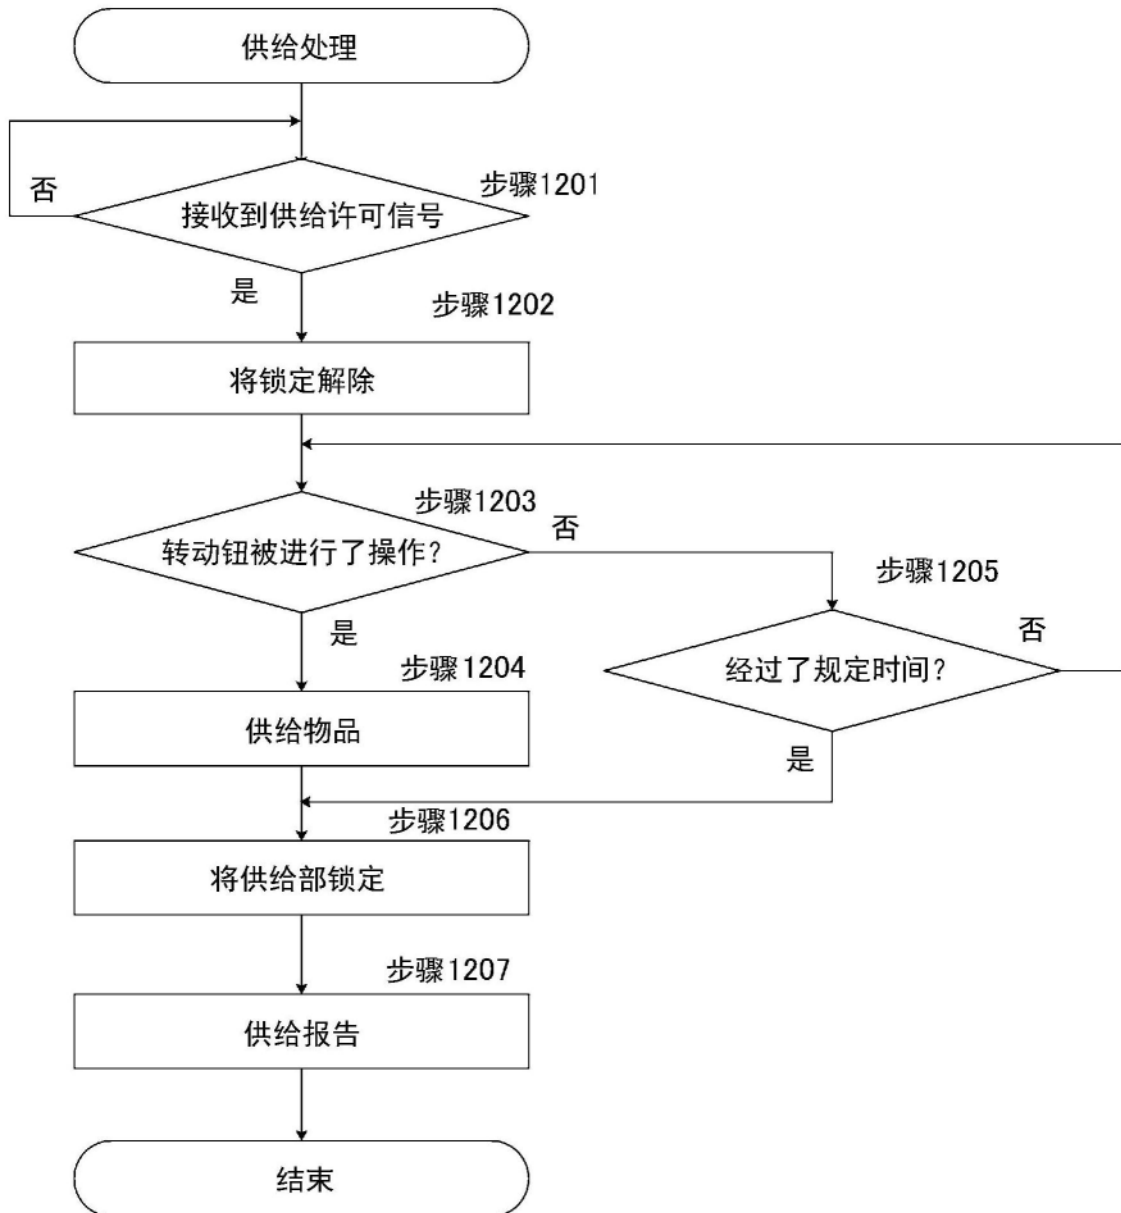 供给处理
步骤1201
否
接收到供给许可信号
是
步骤1202
将锁定解除
步骤1203
否
转动钮被进行了操作?
步骤1205
是
否
步骤1204
经过了规定时间?
供给物品
是
步骤1206
将供给部锁定
步骤1207
供给报告
结束